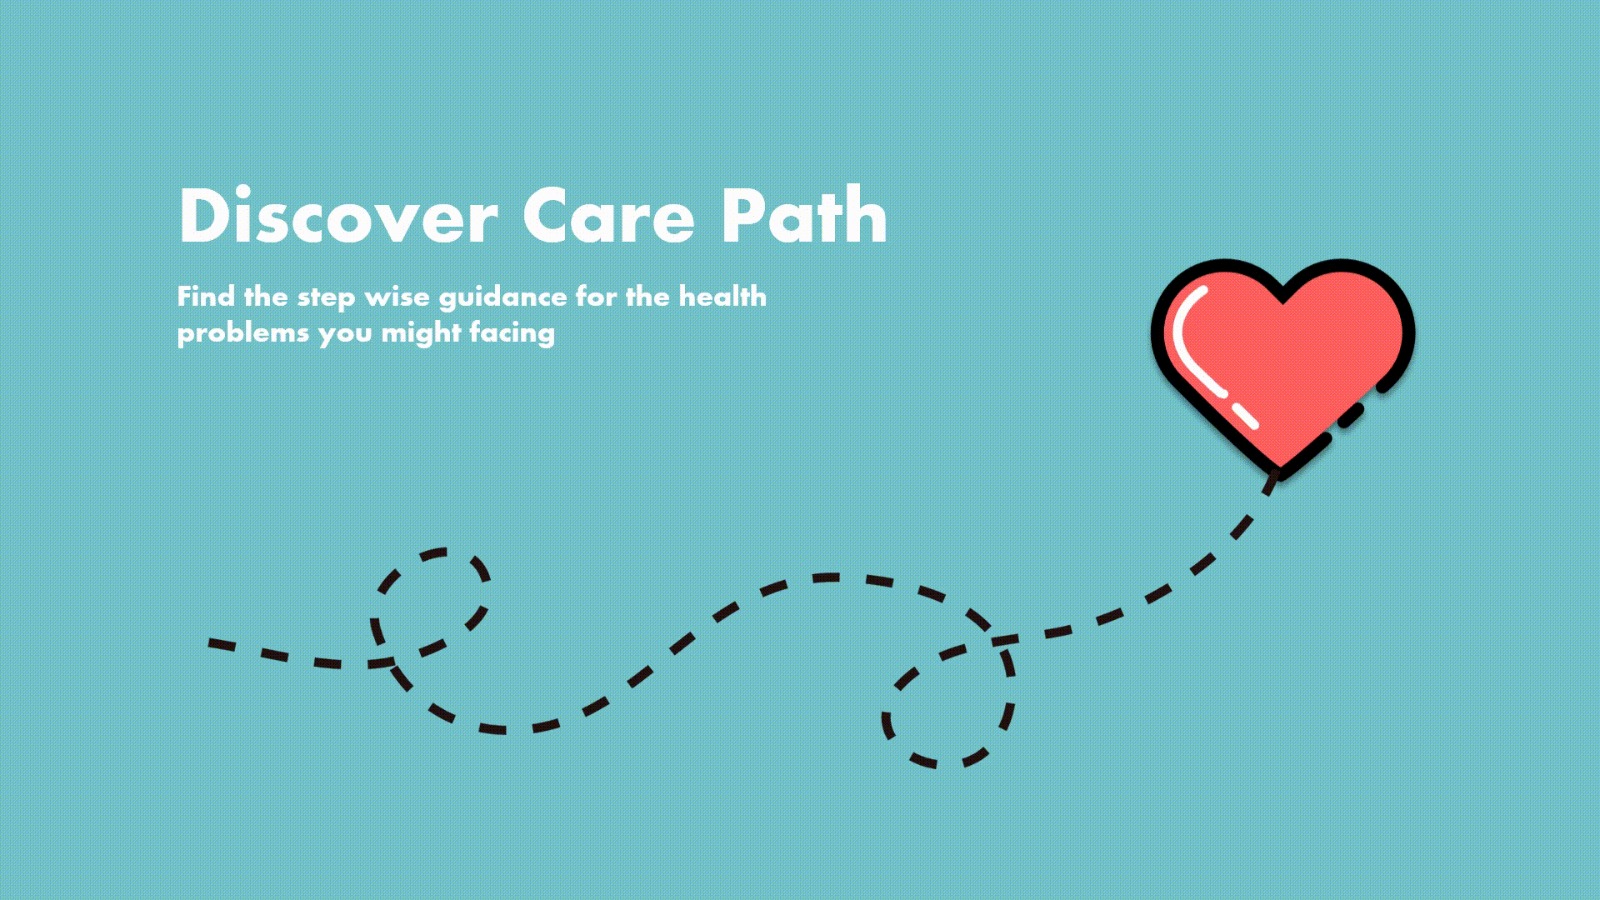 Discover Care Path
Find the step wise guidance for the health
problems you might facing